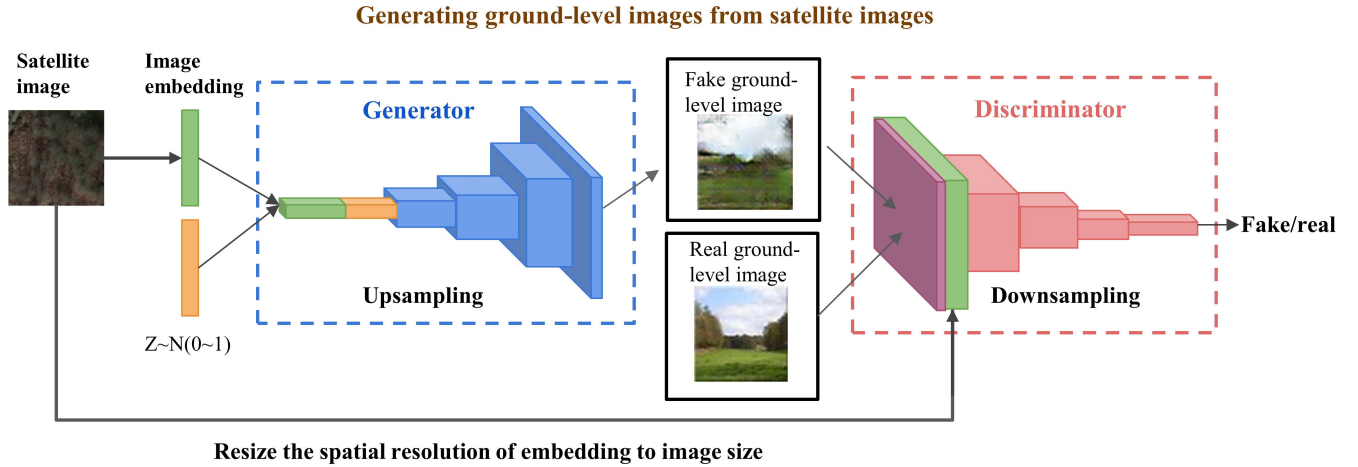 Generating ground-level images from satellite images
Satellite
image
Image
embedding
Generator
Upsampling
Z~N(0~1)
Fake ground-
level image
Real ground-
level image
Discriminator
Downsampling
Fake/real
Resize the spatial resolution of embedding to image size